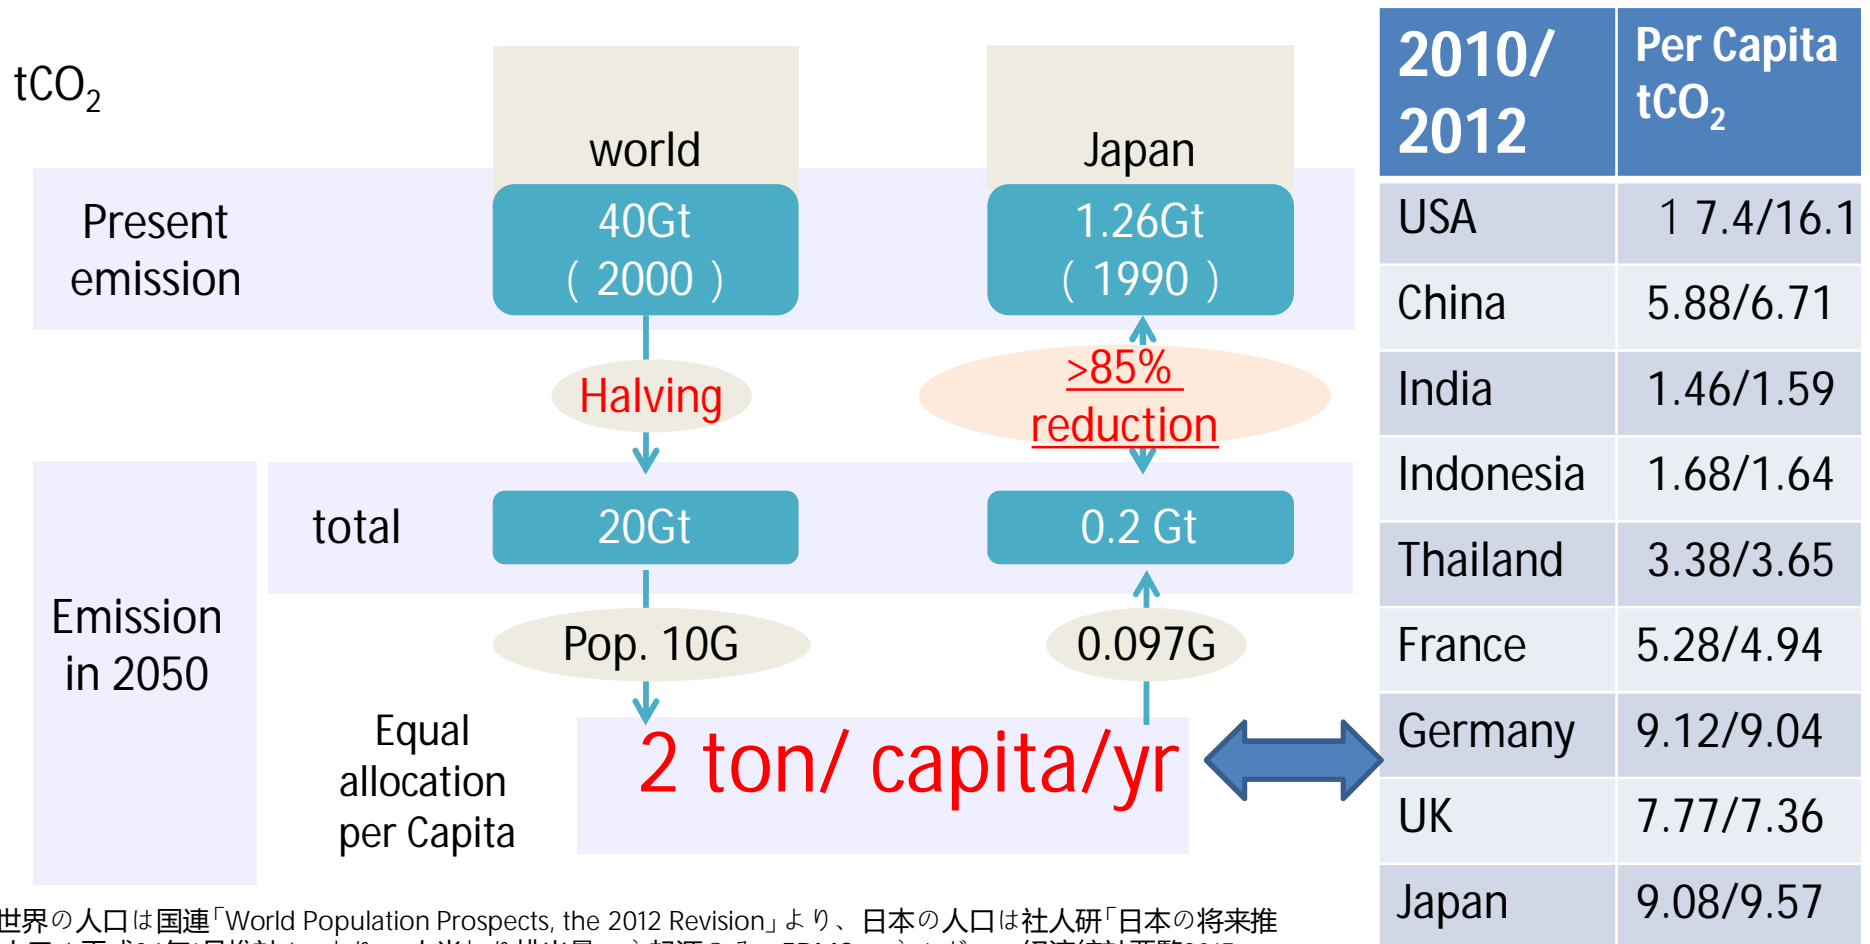 tCO₂
world
Japan
Present
emission
40Gt
( 2000 )
1.26Gt
( 1990 )
Halving
>85%
reduction
Emission
in 2050
total
20Gt
0.2 Gt
Pop. 10G
0.097G
Equal
allocation
per Capita
2 ton/ capita/yr
2010/
2012
Per Capita
tCO₂
USA 1 7.4/16.1
China 5.88/6.71
India 1.46/1.59
Indonesia 1.68/1.64
Thailand 3.38/3.65
France 5.28/4.94
Germany 9.12/9.04
UK 7.77/7.36
Japan 9.08/9.57
世界の人口は国連「World Population Prospects, the 2012 Revision」より、日本の人口は社人研「日本の将来推